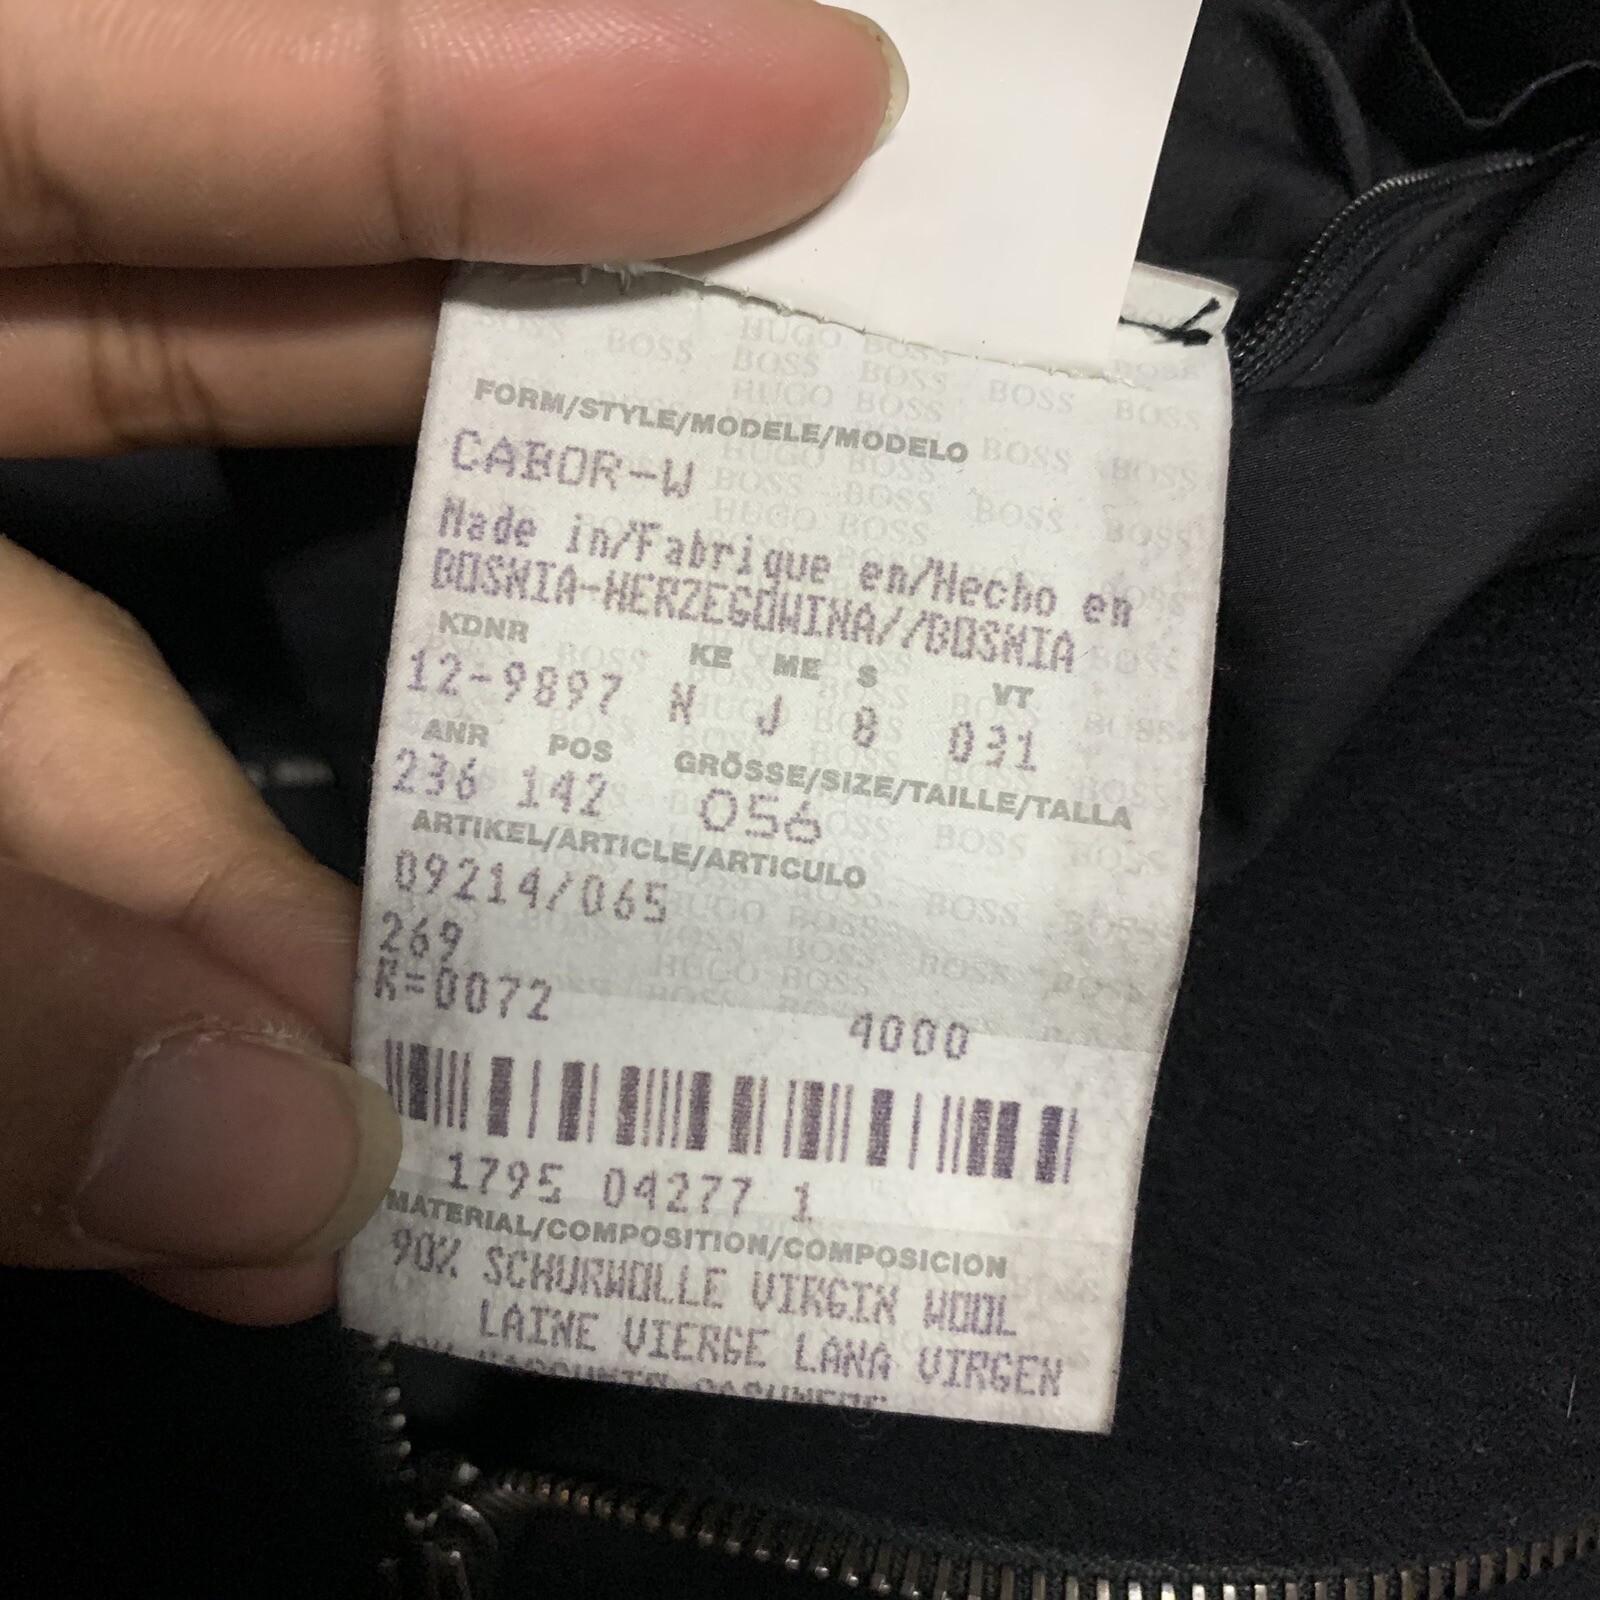 FORM/STYLE/MODELE/MODELO
CABOR-W
Made in/Fabrique en/Hecho en
BOSNIA-HERZEGOWINA//BOSNIA
KDNR KE ME S VT
12-9897 N J 8 031
ANR POS GRÖSSE/SIZE/TAILLE/TALLA
236 142 056
ARTIKEL/ARTICLE/ARTICULO
09214/065
269
R=0072 4000
1795 04277 1
MATERIAL/COMPOSITION/COMPOSICION
90% SCHURWOLLE VIRGIN WOOL
LAINE VIERGE LANA VIRGEN
HUGO BOSS